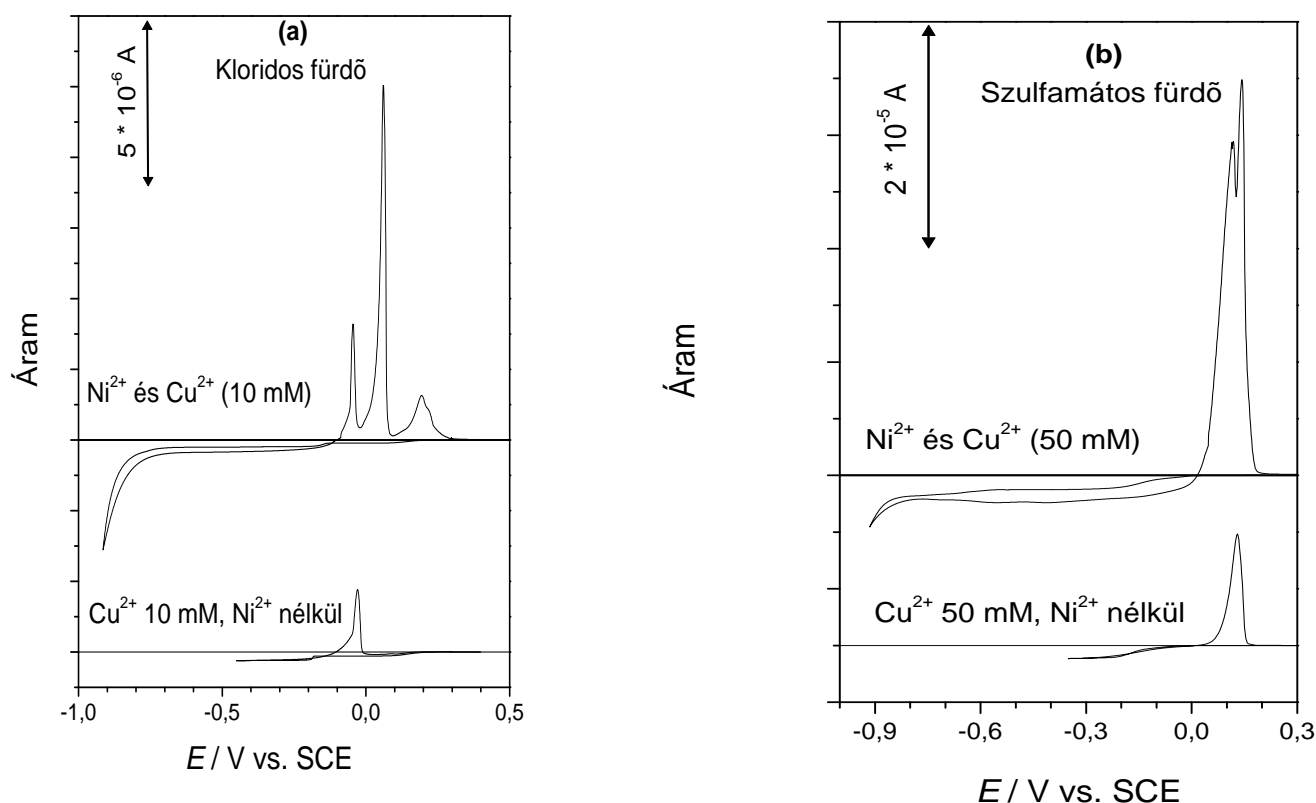 (a)
Kloridos fürdõ
5 * 10⁻⁶ A
Áram
Ni²⁺ és Cu²⁺ (10 mM)
Cu²⁺ 10 mM, Ni²⁺ nélkül
-1,0 -0,5 0,0 0,5
E / V vs. SCE
(b)
Szulfamátos fürdõ
2 * 10⁻⁵ A
Áram
Ni²⁺ és Cu²⁺ (50 mM)
Cu²⁺ 50 mM, Ni²⁺ nélkül
-0,9 -0,6 -0,3 0,0 0,3
E / V vs. SCE